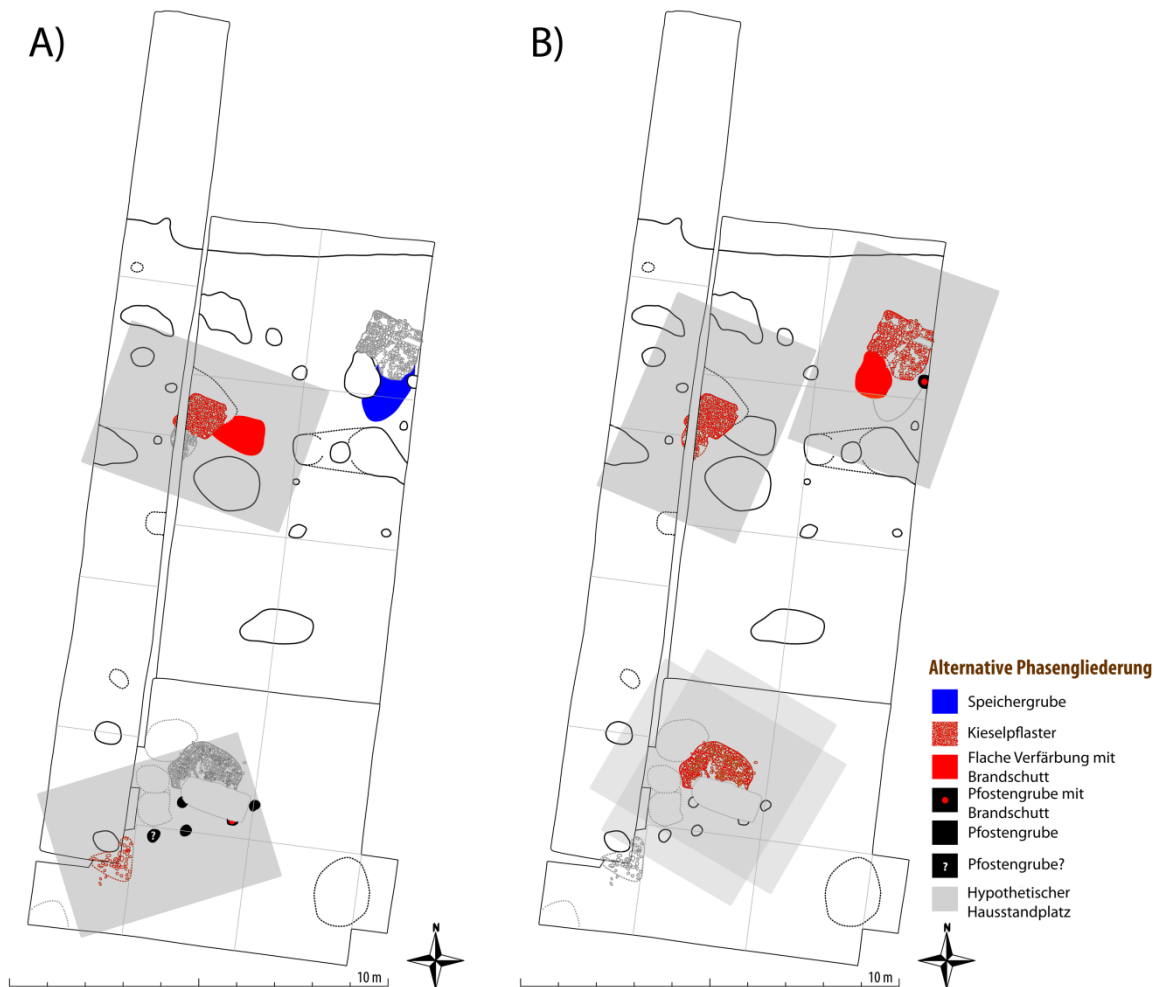 A)
B)
?
Alternative Phasengliederung
Speichergrube
Kieselpflaster
Flache Verfärbung mit
Brandschutt
Pfostengrube mit
Brandschutt
Pfostengrube
? Pfostengrube?
Hypothetischer
Hausstandplatz
N
N
10 m
10 m